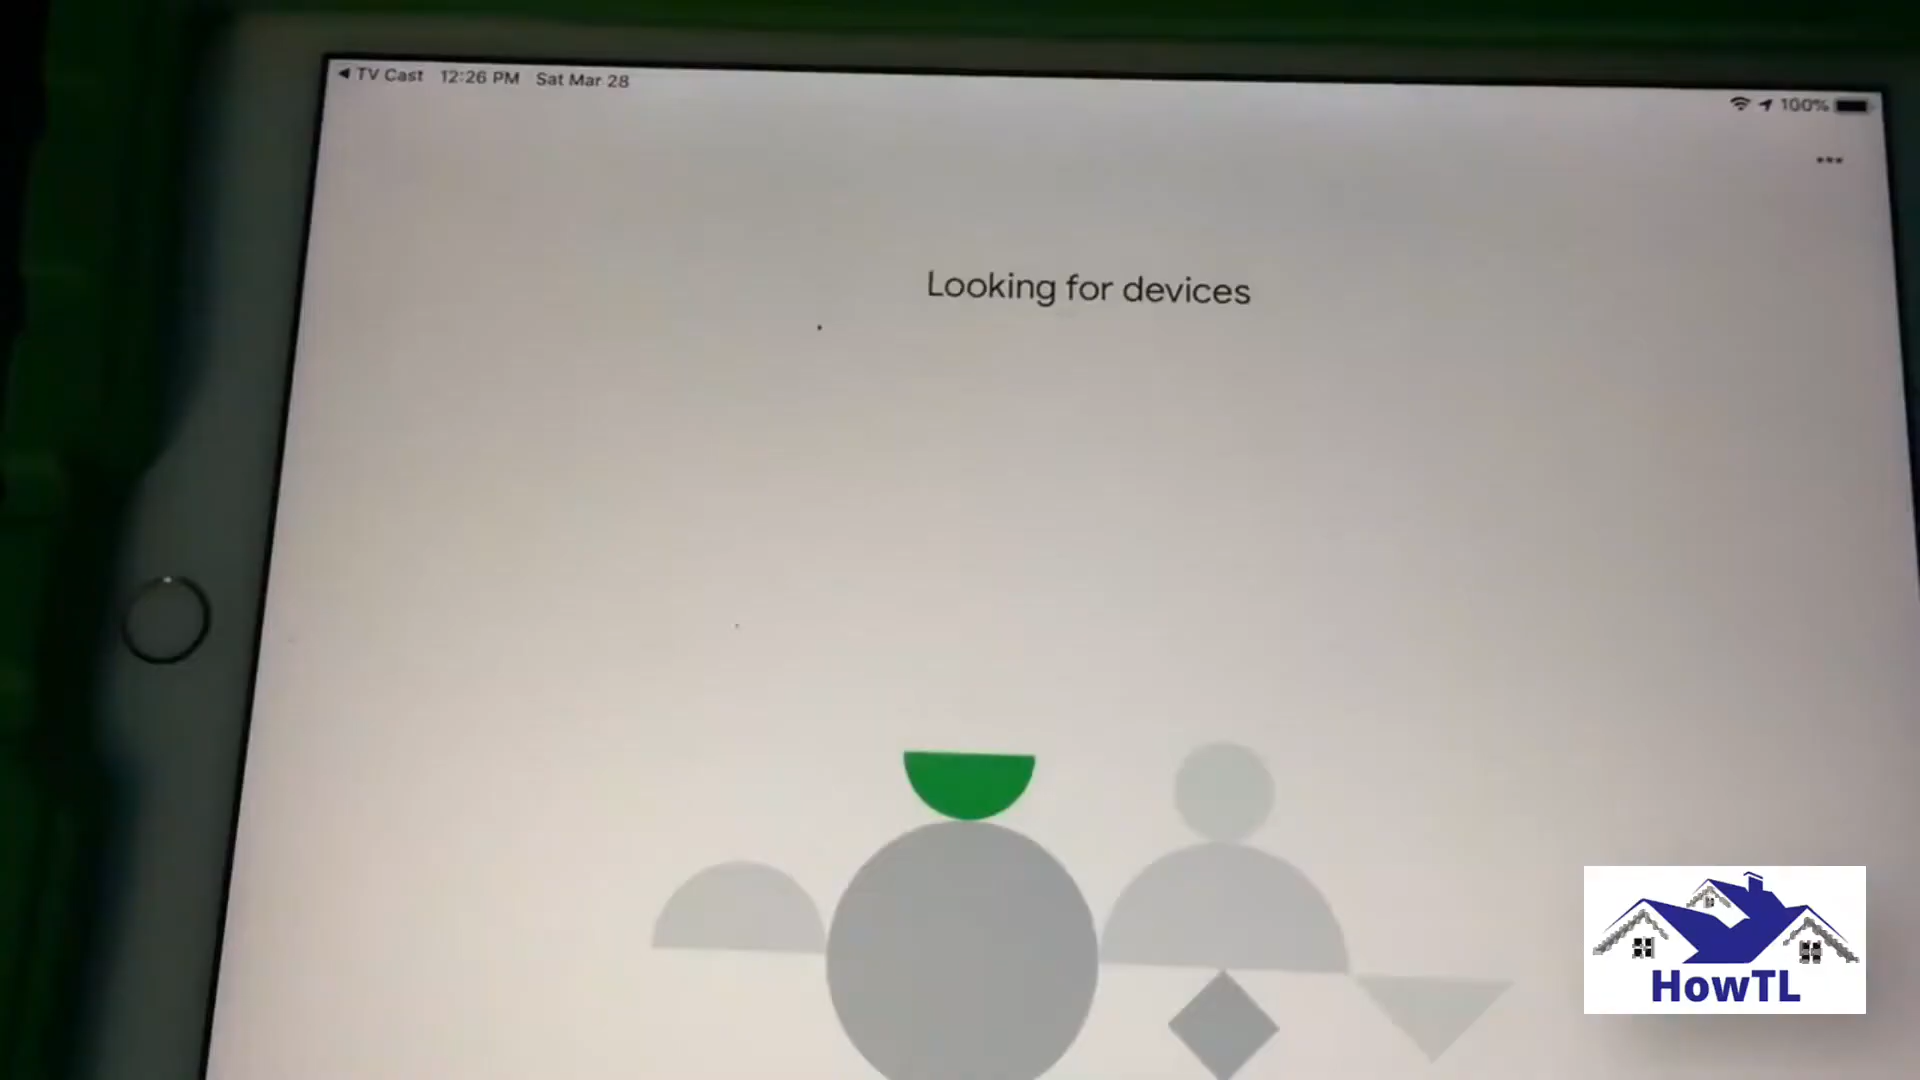 ◀ TV Cast 12:26 PM Sat Mar 28
100%
•••
Looking for devices
HowTL